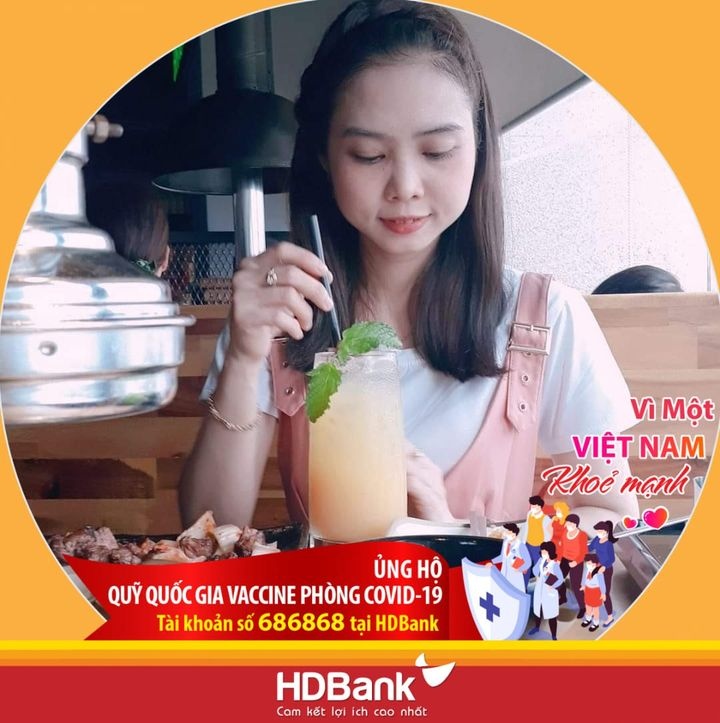 Vì Một
VIỆT NAM
Khoẻ mạnh
ỦNG HỘ
QUỸ QUỐC GIA VACCINE PHÒNG COVID-19
Tài khoản số 686868 tại HDBank
HDBank
Cam kết lợi ích cao nhất